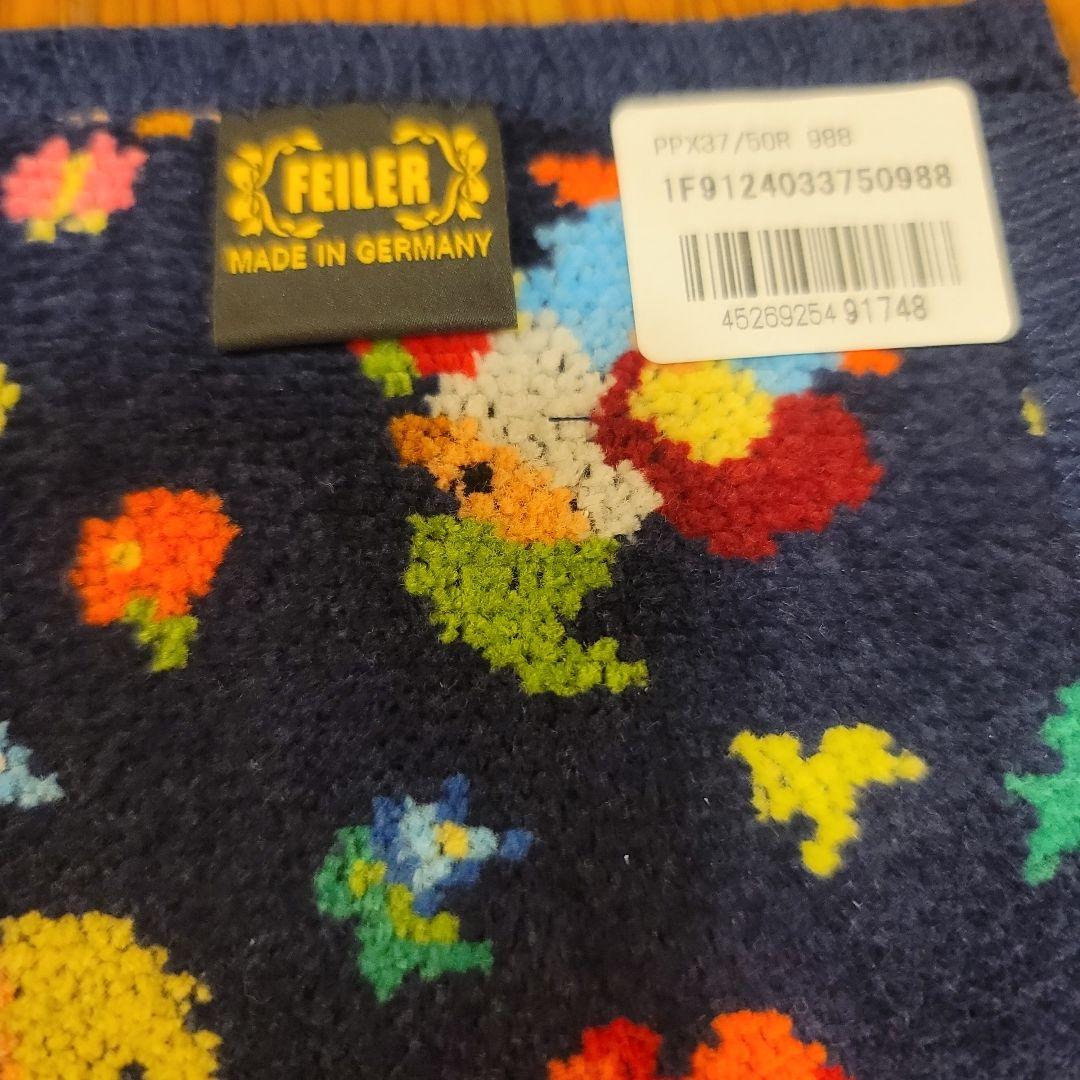 FEILER
MADE IN GERMANY
PPX37/50R 988
1F9124033750988
4526925491748